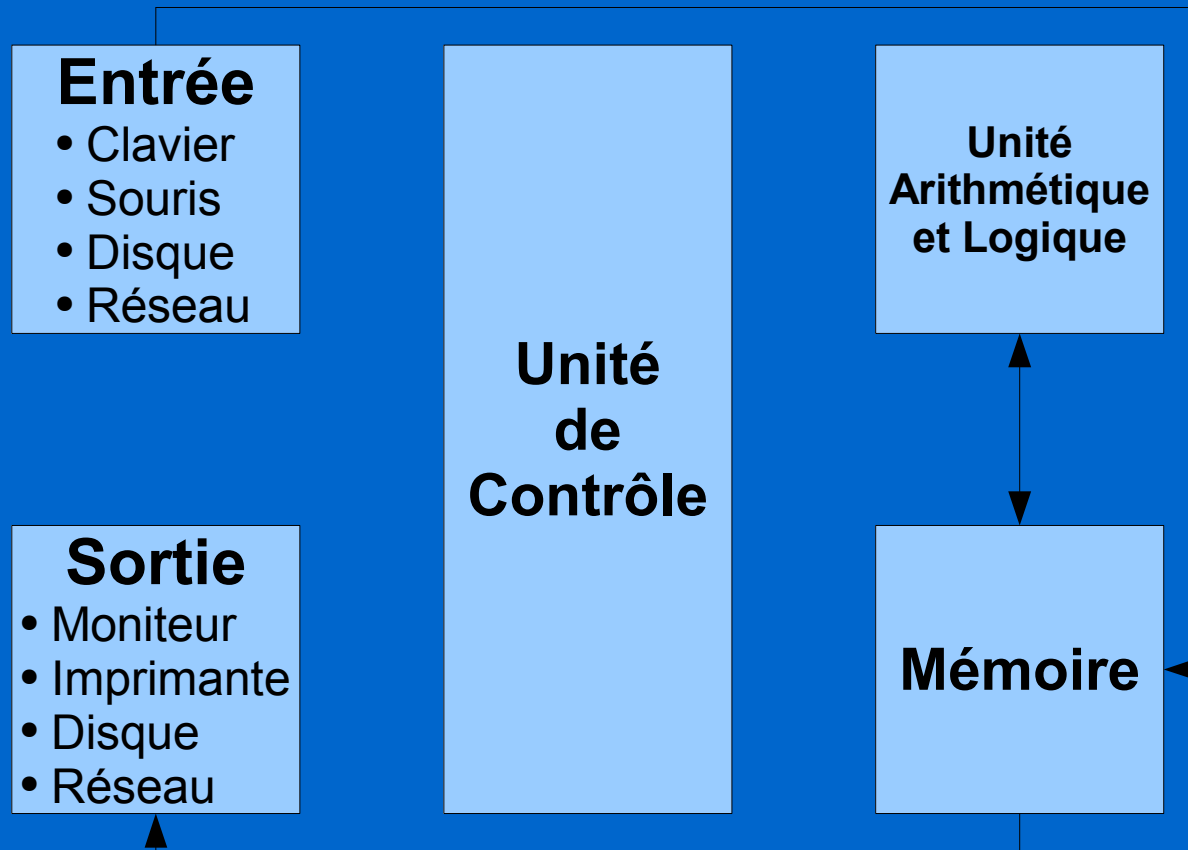 Entrée
• Clavier
• Souris
• Disque
• Réseau
Unité
de
Contrôle
Unité
Arithmétique
et Logique
Sortie
• Moniteur
• Imprimante
• Disque
• Réseau
Mémoire